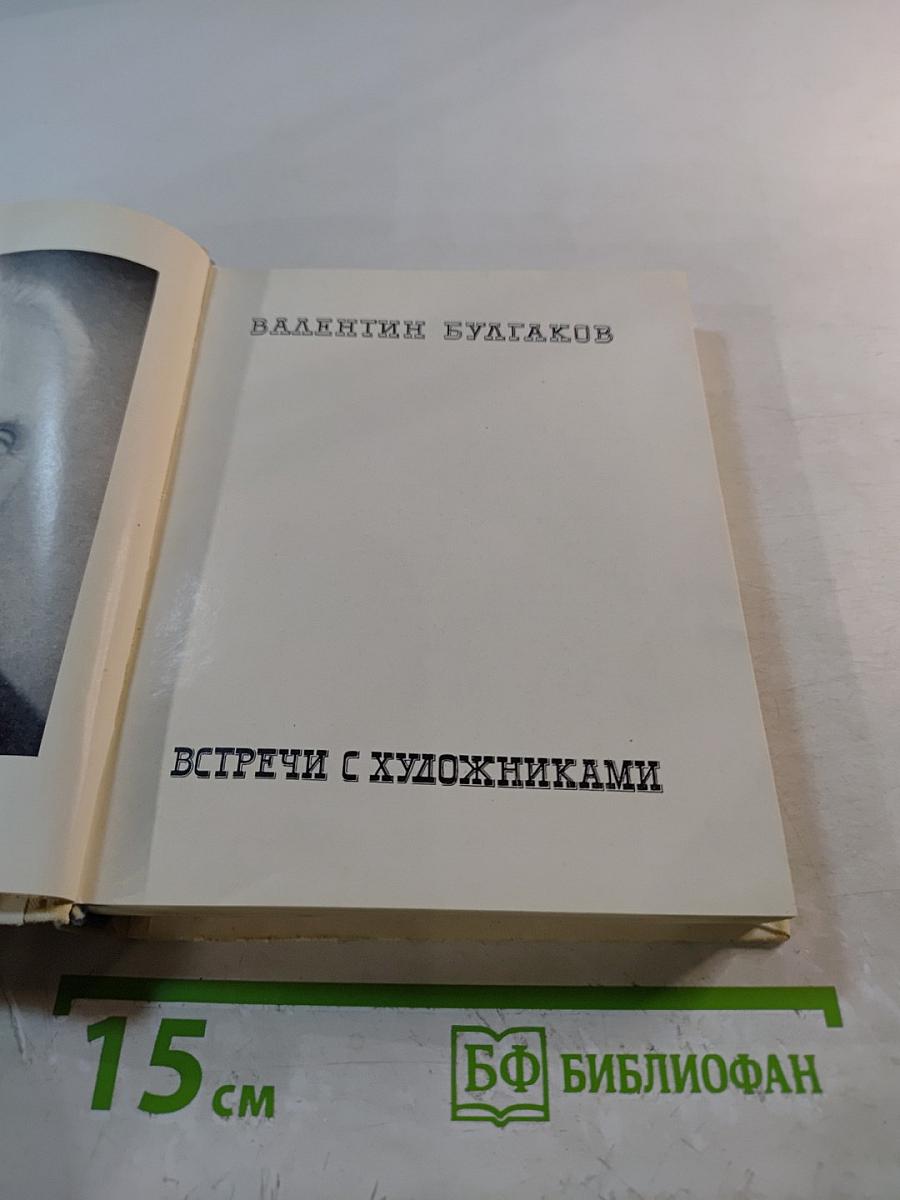 ВАЛЕНТИН БУЛГАКОВ
ВСТРЕЧИ С ХУДОЖНИКАМИ
15 см
БФ БИБЛИОФАН